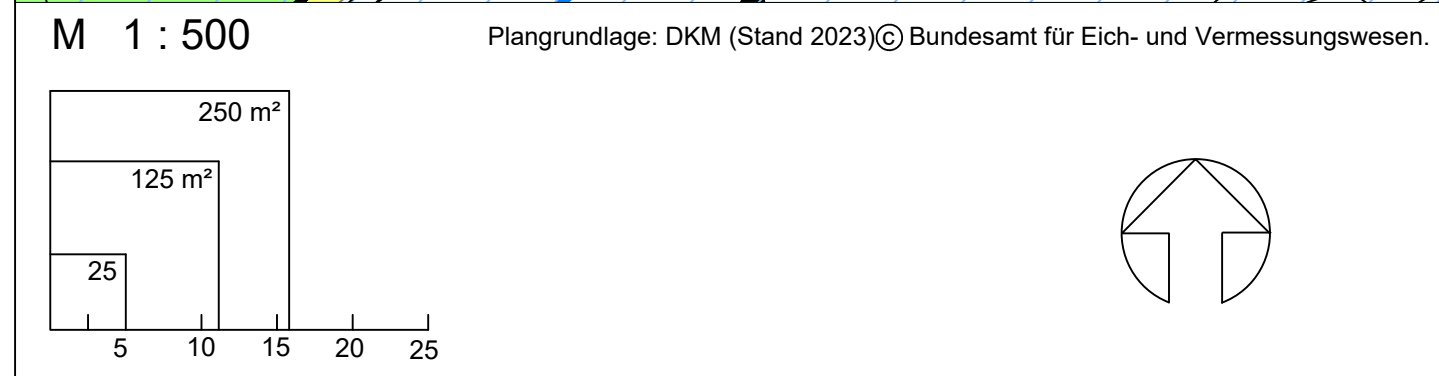 M 1 : 500
Plangrundlage: DKM (Stand 2023)© Bundesamt für Eich- und Vermessungswesen.
250 m²
125 m²
25
5 10 15 20 25